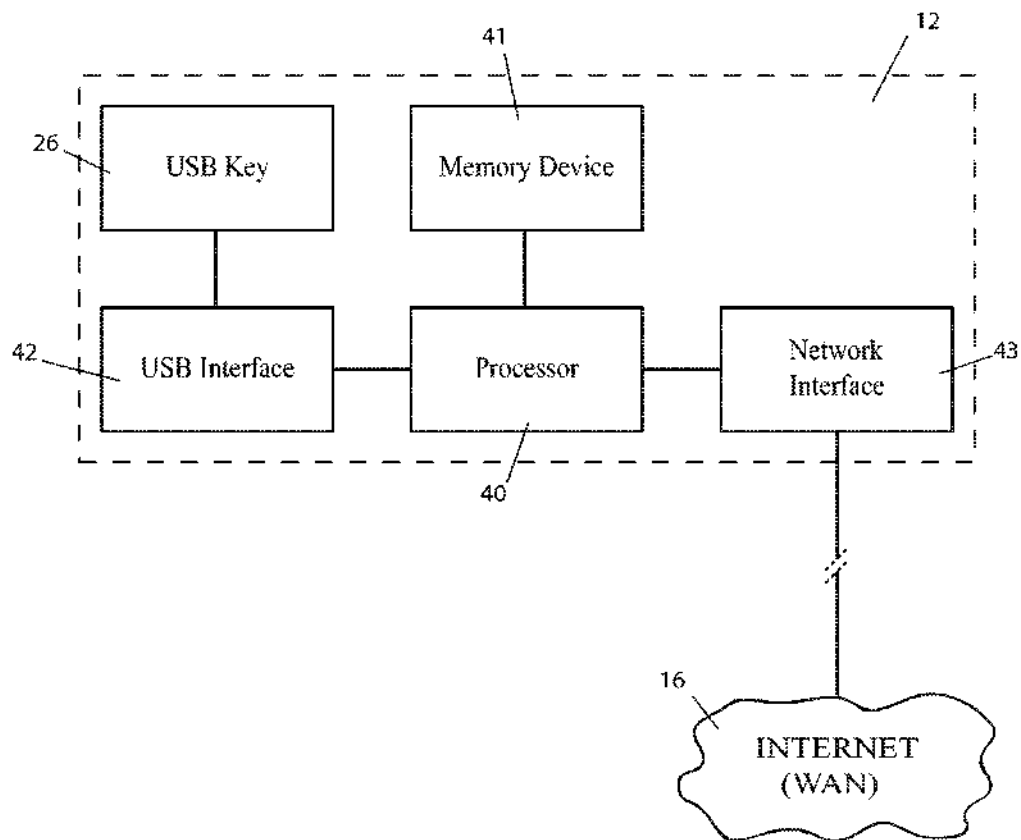 41
12
26
USB Key
Memory Device
42
USB Interface
Processor
Network
Interface
43
40
16
INTERNET
(WAN)